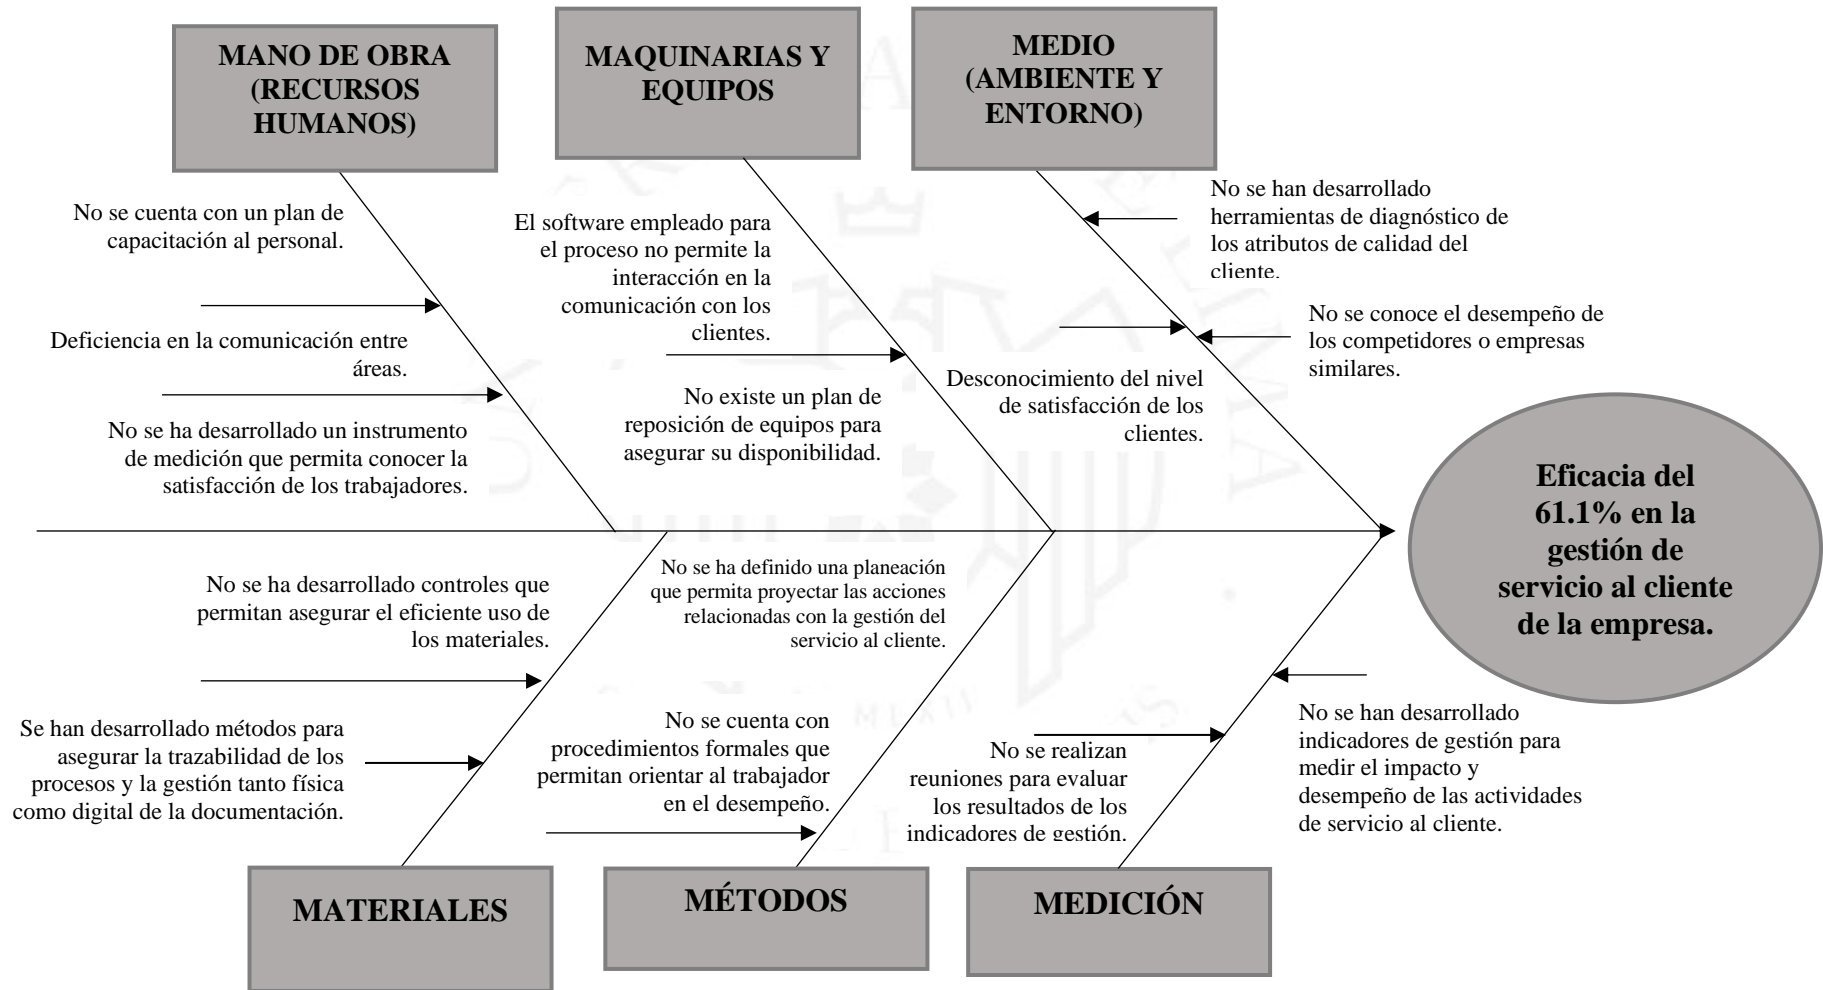 MANO DE OBRA
(RECURSOS
HUMANOS)
MAQUINARIAS Y
EQUIPOS
MEDIO
(AMBIENTE Y
ENTORNO)
No se cuenta con un plan de
capacitación al personal.
Deficiencia en la comunicación entre
áreas.
No se ha desarrollado un instrumento
de medición que permita conocer la
satisfacción de los trabajadores.
El software empleado para
el proceso no permite la
interacción en la
comunicación con los
clientes.
No existe un plan de
reposición de equipos para
asegurar su disponibilidad.
No se han desarrollado
herramientas de diagnóstico de
los atributos de calidad del
cliente.
No se conoce el desempeño de
los competidores o empresas
similares.
Desconocimiento del nivel
de satisfacción de los
clientes.
Eficacia del
61.1% en la
gestión de
servicio al cliente
de la empresa.
No se ha desarrollado controles que
permitan asegurar el eficiente uso de
los materiales.
Se han desarrollado métodos para
asegurar la trazabilidad de los
procesos y la gestión tanto física
como digital de la documentación.
No se ha definido una planeación
que permita proyectar las acciones
relacionadas con la gestión del
servicio al cliente.
No se cuenta con
procedimientos formales que
permitan orientar al trabajador
en el desempeño.
No se realizan
reuniones para evaluar
los resultados de los
indicadores de gestión.
No se han desarrollado
indicadores de gestión para
medir el impacto y
desempeño de las actividades
de servicio al cliente.
MATERIALES
MÉTODOS
MEDICIÓN